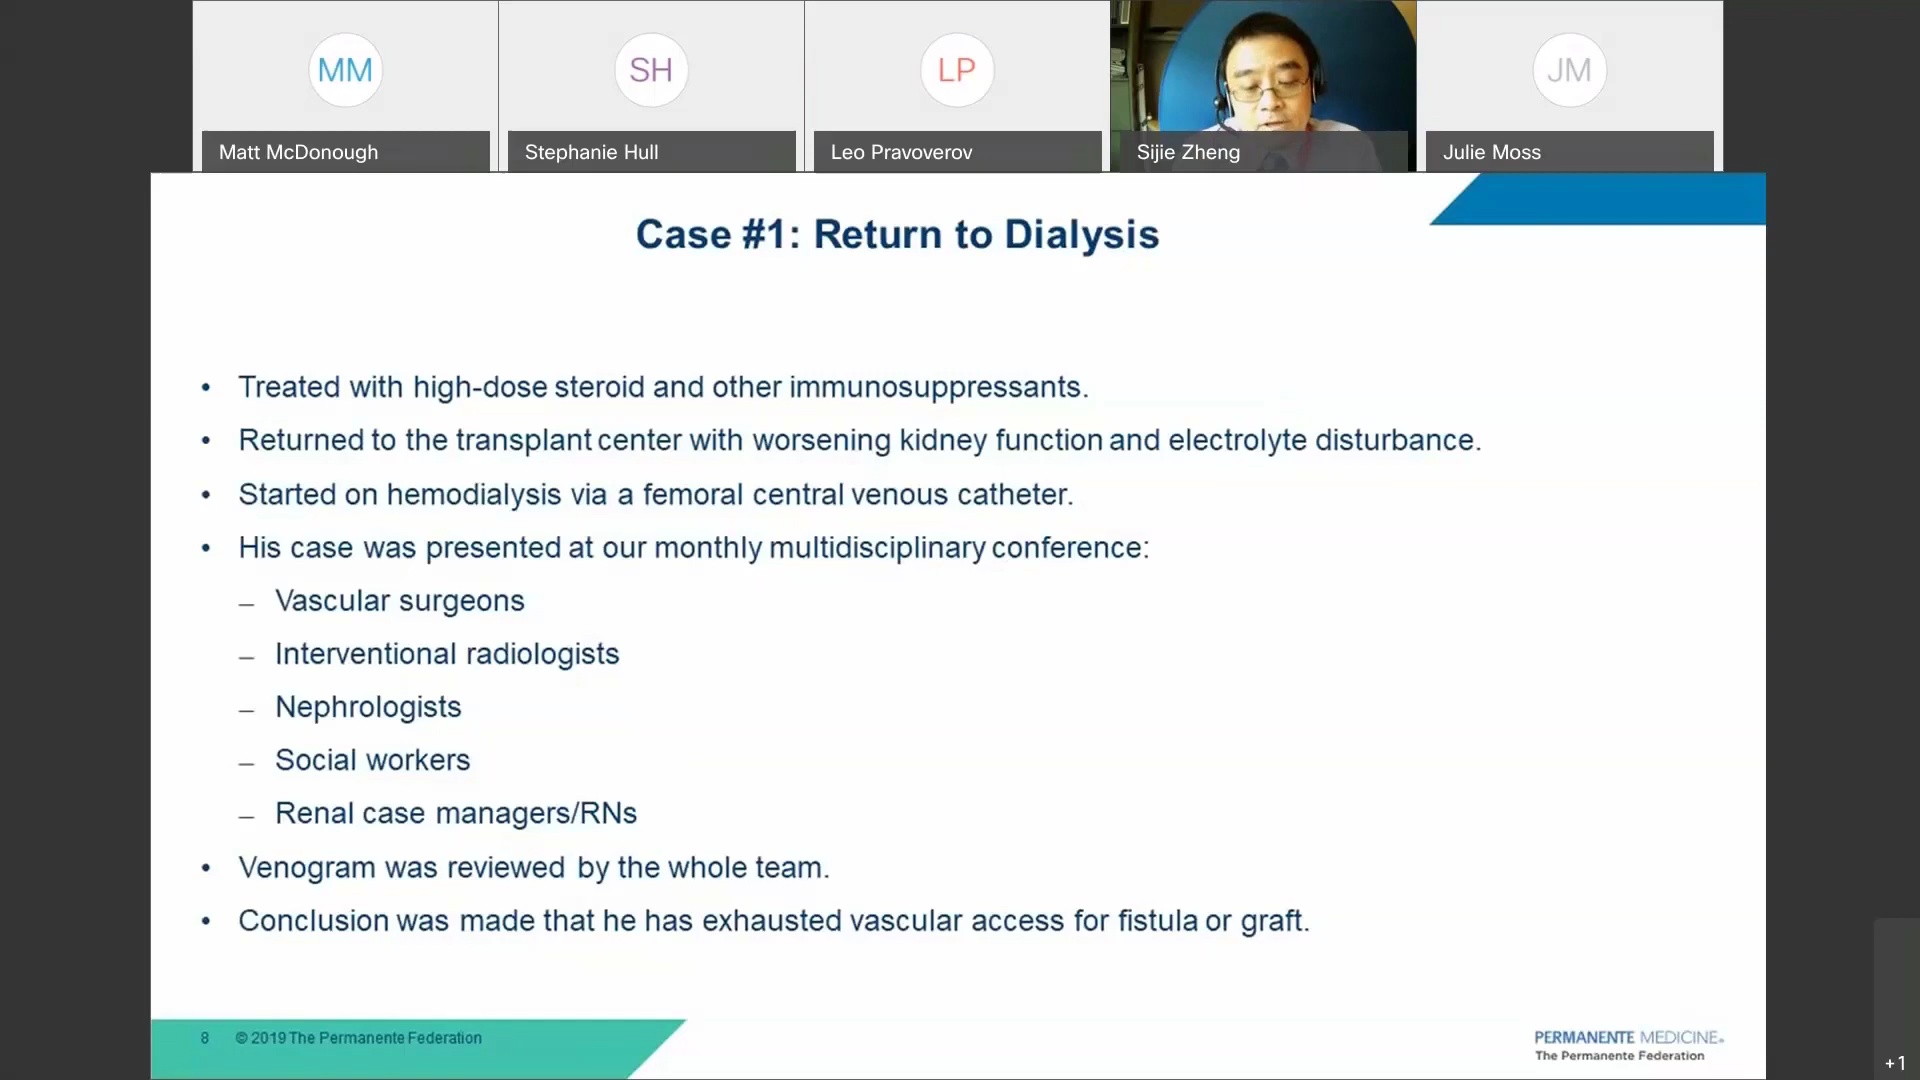 MM
SH
LP
JM
Matt McDonough
Stephanie Hull
Leo Pravoverov
Sijie Zheng
Julie Moss
Case #1: Return to Dialysis
• Treated with high-dose steroid and other immunosuppressants.
• Returned to the transplant center with worsening kidney function and electrolyte disturbance.
• Started on hemodialysis via a femoral central venous catheter.
• His case was presented at our monthly multidisciplinary conference:
– Vascular surgeons
– Interventional radiologists
– Nephrologists
– Social workers
– Renal case managers/RNs
• Venogram was reviewed by the whole team.
• Conclusion was made that he has exhausted vascular access for fistula or graft.
8 © 2019 The Permanente Federation
PERMANENTE MEDICINE®
The Permanente Federation
+1